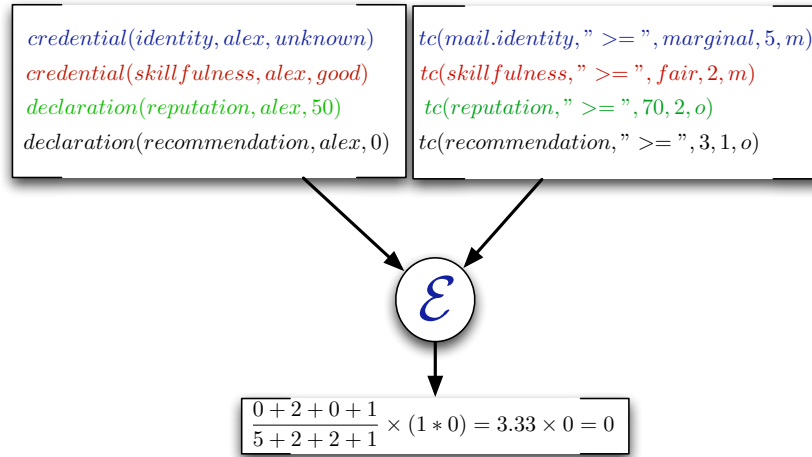 credential(identity, alex, unknown)
credential(skillfulness, alex, good)
declaration(reputation, alex, 50)
declaration(recommendation, alex, 0)
tc(mail.identity, ” >= ”, marginal, 5, m)
tc(skillfulness, ” >= ”, fair, 2, m)
tc(reputation, ” >= ”, 70, 2, o)
tc(recommendation, ” >= ”, 3, 1, o)
ℰ
0 + 2 + 0 + 1
5 + 2 + 2 + 1
× (1 * 0) = 3.33 × 0 = 0